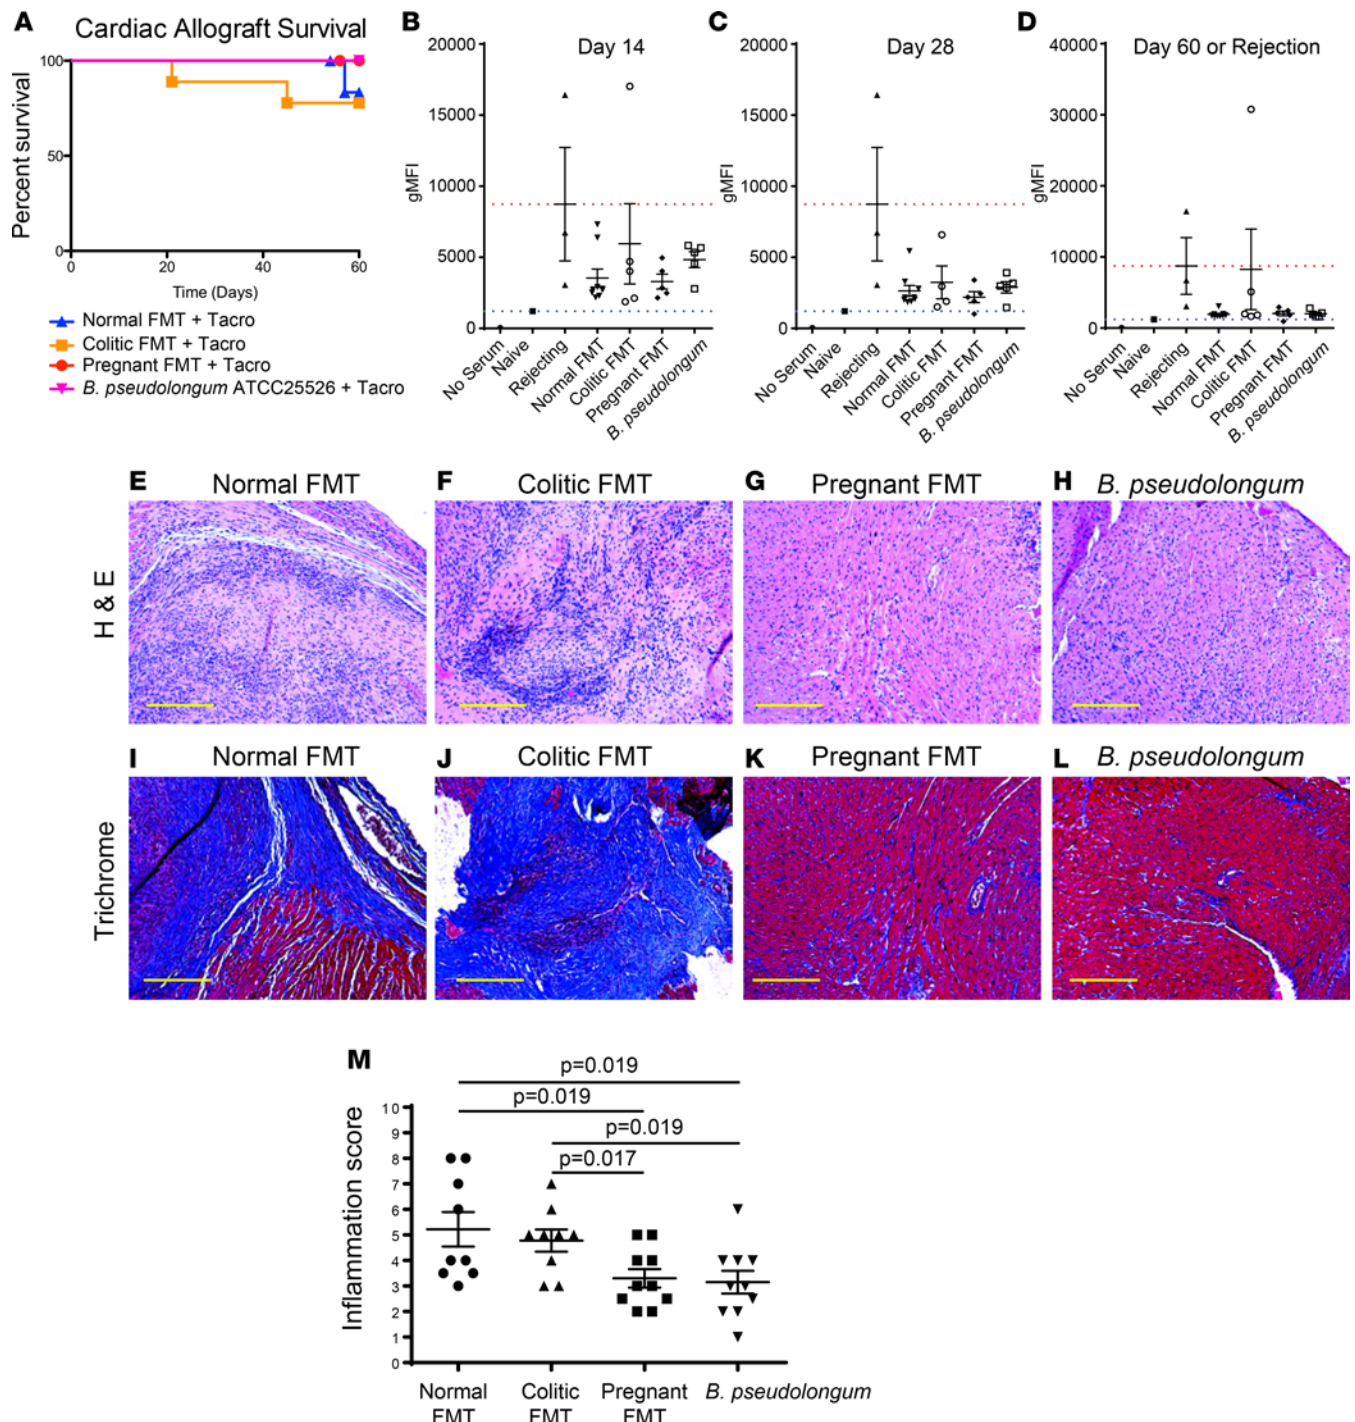 A
Cardiac Allograft Survival
Percent survival
100
50
0
0
20
40
60
Time (Days)
Normal FMT + Tacro
Colitic FMT + Tacro
Pregnant FMT + Tacro
B. pseudolongum ATCC25526 + Tacro
B
Day 14
gMFI
20000
15000
10000
5000
0
No Serum
Naive
Rejecting
Normal FMT
Colitic FMT
Pregnant FMT
B. pseudolongum
C
Day 28
gMFI
20000
15000
10000
5000
0
No Serum
Naive
Rejecting
Normal FMT
Colitic FMT
Pregnant FMT
B. pseudolongum
D
Day 60 or Rejection
gMFI
40000
30000
20000
10000
0
No Serum
Naive
Rejecting
Normal FMT
Colitic FMT
Pregnant FMT
B. pseudolongum
H & E
E
Normal FMT
F
Colitic FMT
G
Pregnant FMT
H
B. pseudolongum
Trichrome
I
Normal FMT
J
Colitic FMT
K
Pregnant FMT
L
B. pseudolongum
M
p=0.019
p=0.019
p=0.019
p=0.017
Inflammation score
10
9
8
7
6
5
4
3
2
1
0
Normal
FMT
Colitic
FMT
Pregnant
FMT
B. pseudolongum